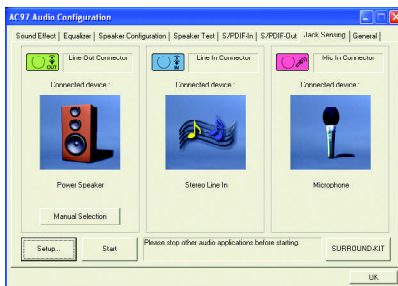 AC97 Audio Configuration
Sound Effect | Equalizer | Speaker Configuration | Speaker Test | S/PDIF-In | S/PDIF-Out | Jack Sensing | General
OUT
Line Out Connector
IN
Line In Connector
Mic In Connector
Connected device :
Connected device :
Connected device :
Power Speaker
Stereo Line In
Microphone
Manual Selection
Setup...
Start
Please stop other audio applications before starting.
SURROUND-KIT
OK